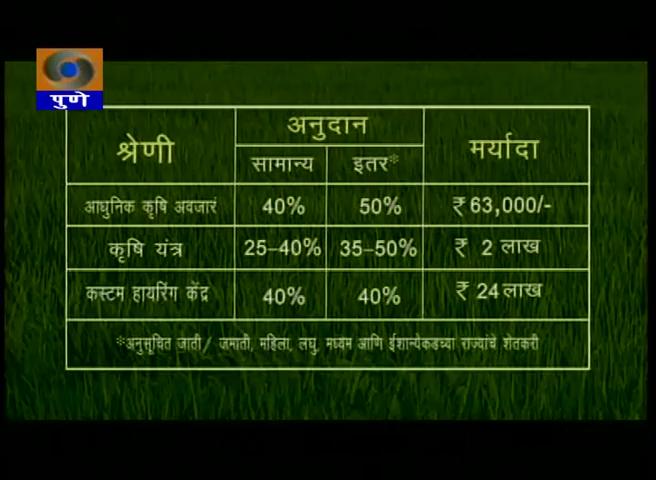 पुणे
श्रेणी अनुदान मर्यादा
सामान्य इतर*
आधुनिक कृषि अवजारं 40% 50% ₹ 63,000/-
कृषि यंत्र 25–40% 35–50% ₹ 2 लाख
कस्टम हायरिंग केंद्र 40% 40% ₹ 24 लाख
*अनुसूचित जाती/ जमाती, महिला, लघु, मध्यम आणि ईशान्येकडच्या राज्यांचे शेतकरी